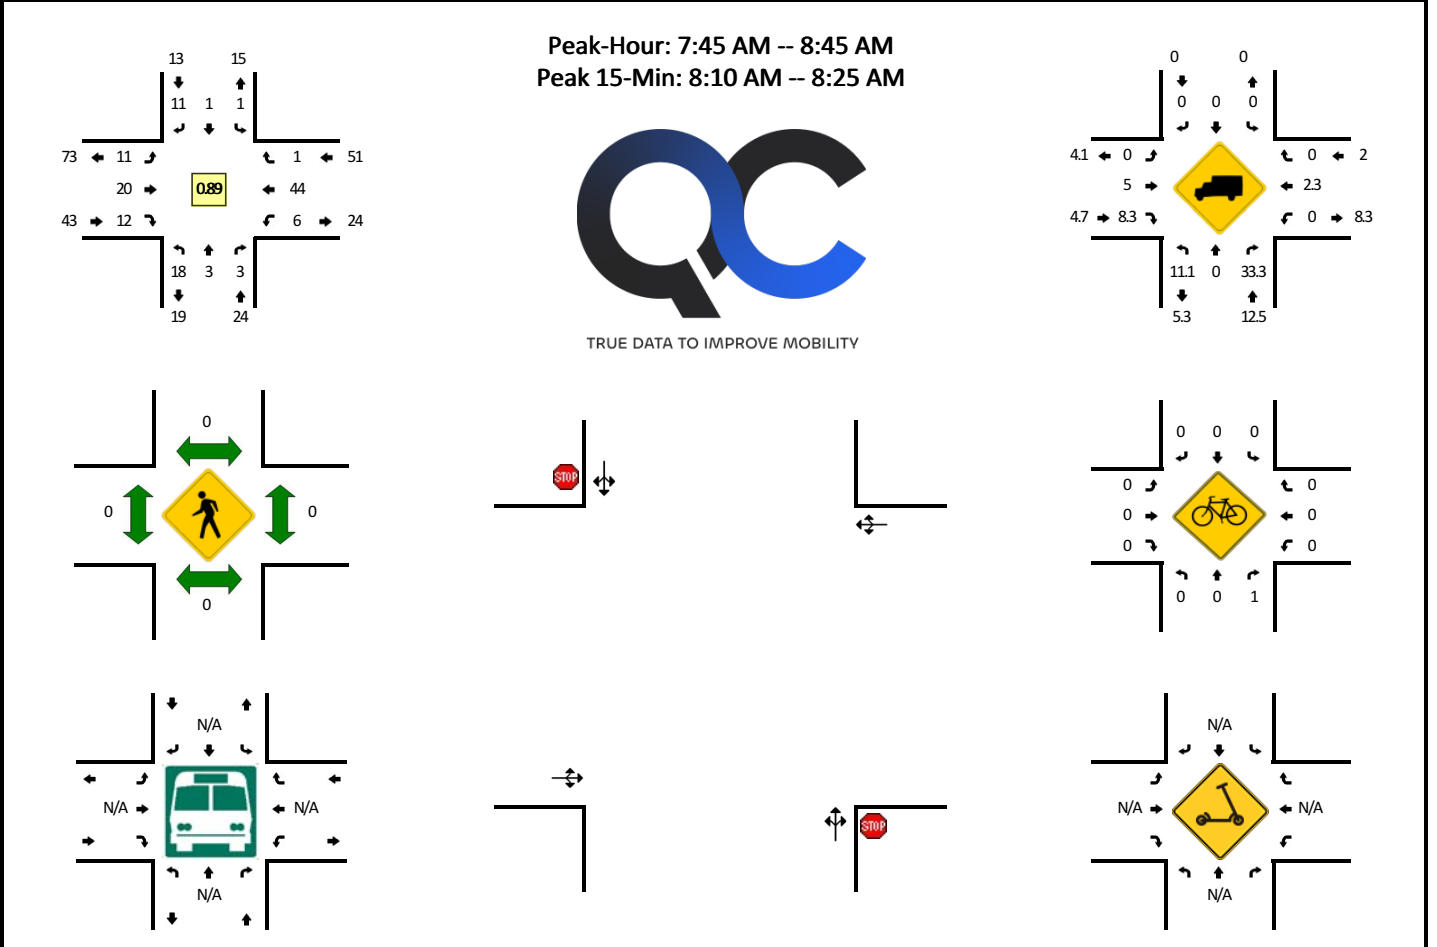 Peak-Hour: 7:45 AM -- 8:45 AM
Peak 15-Min: 8:10 AM -- 8:25 AM
13 15
11 1 1
73 11 1 51
20 0.89 44
43 12 6 24
18 3 3
19 24
TRUE DATA TO IMPROVE MOBILITY
0 0
0 0 0
4.1 0 0 2
5 2.3
4.7 8.3 0 8.3
11.1 0 33.3
5.3 12.5
0
0 0
0
STOP
0 0 0
0 0
0 0
0 0
0 0 1
N/A
N/A N/A
N/A
STOP
N/A
N/A N/A
N/A